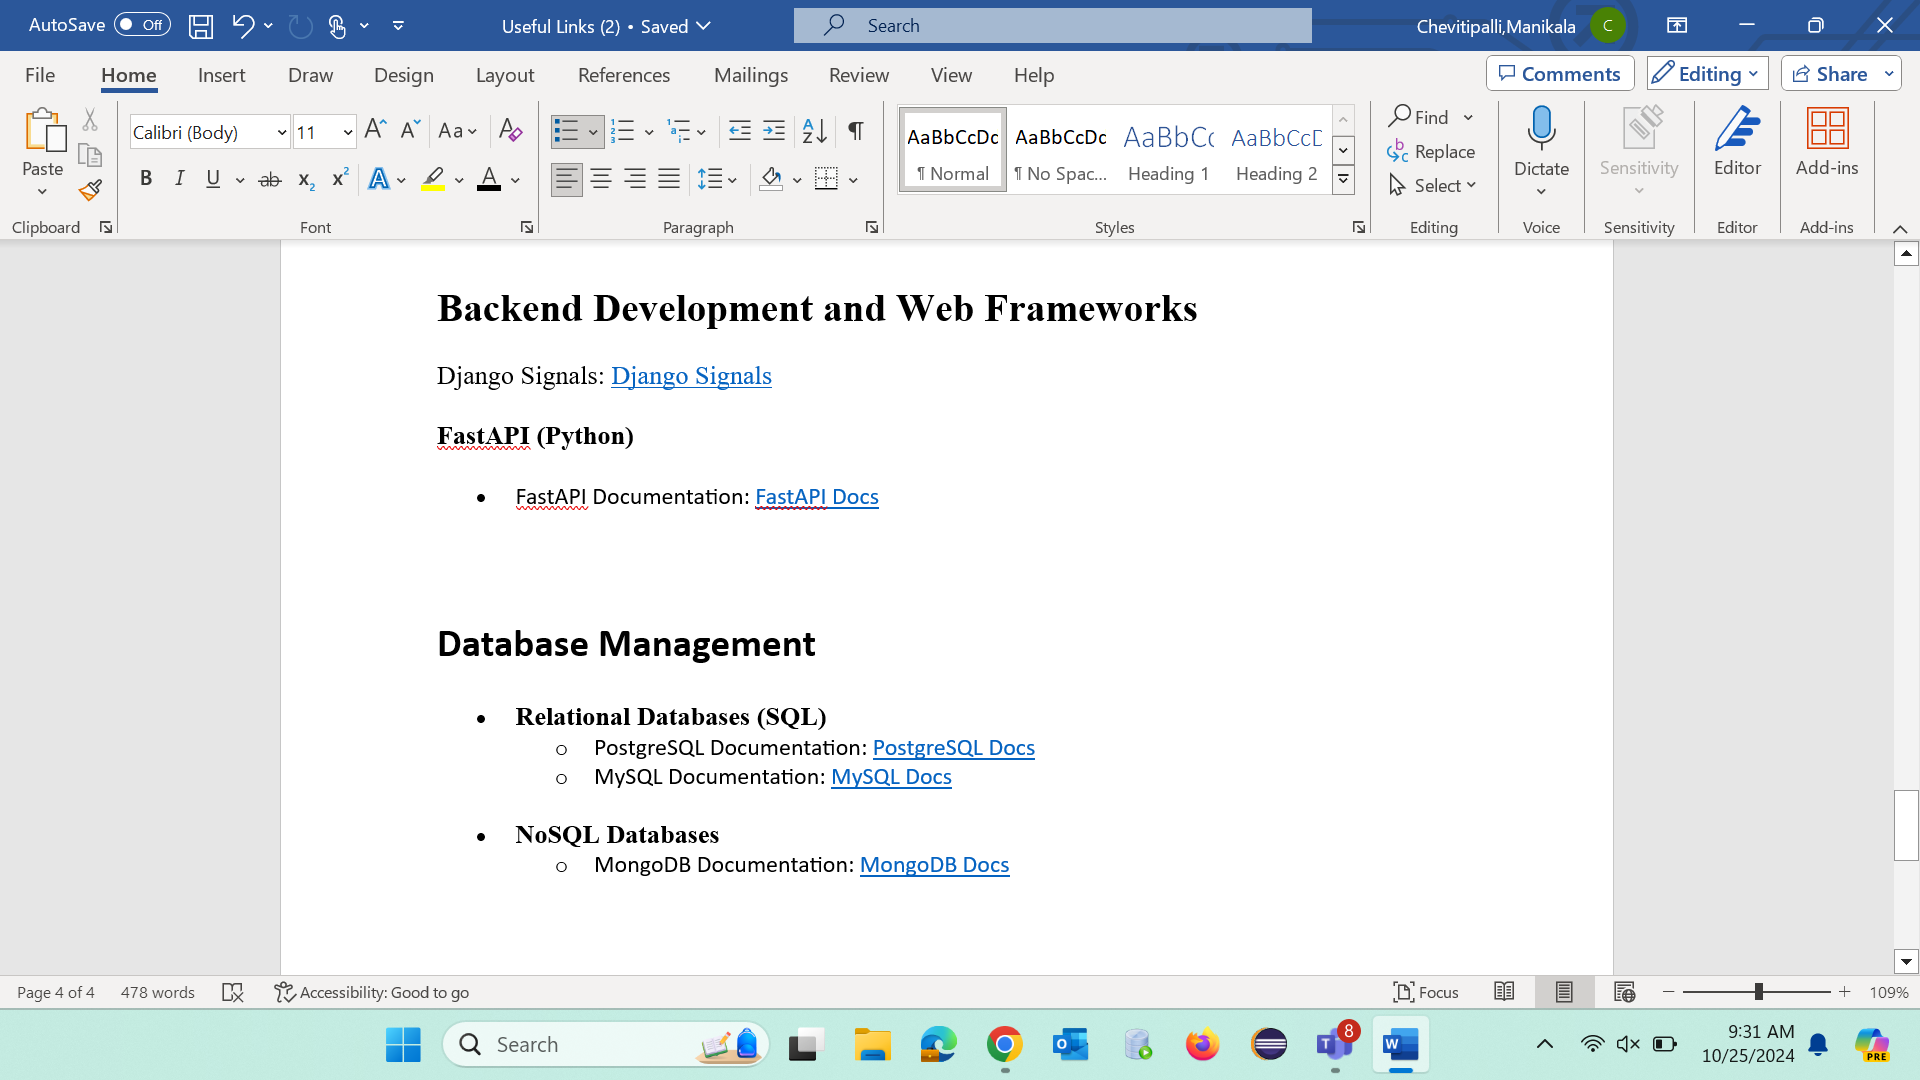 AutoSave Off Useful Links (2) • Saved Search Chevitipalli,Manikala C
File Home Insert Draw Design Layout References Mailings Review View Help Comments Editing Share
Calibri (Body) 11 Aa
AaBbCcDc AaBbCcDc AaBbCc AaBbCcD
¶ Normal ¶ No Spac... Heading 1 Heading 2
Paste Find Replace Select Dictate Sensitivity Editor Add-ins
Clipboard Font Paragraph Styles Editing Voice Sensitivity Editor Add-ins
Backend Development and Web Frameworks
Django Signals: Django Signals
FastAPI (Python)
• FastAPI Documentation: FastAPI Docs
Database Management
• Relational Databases (SQL)
o PostgreSQL Documentation: PostgreSQL Docs
o MySQL Documentation: MySQL Docs
• NoSQL Databases
o MongoDB Documentation: MongoDB Docs
Page 4 of 4 478 words Accessibility: Good to go Focus 109%
Search 8 9:31 AM
10/25/2024 PRE